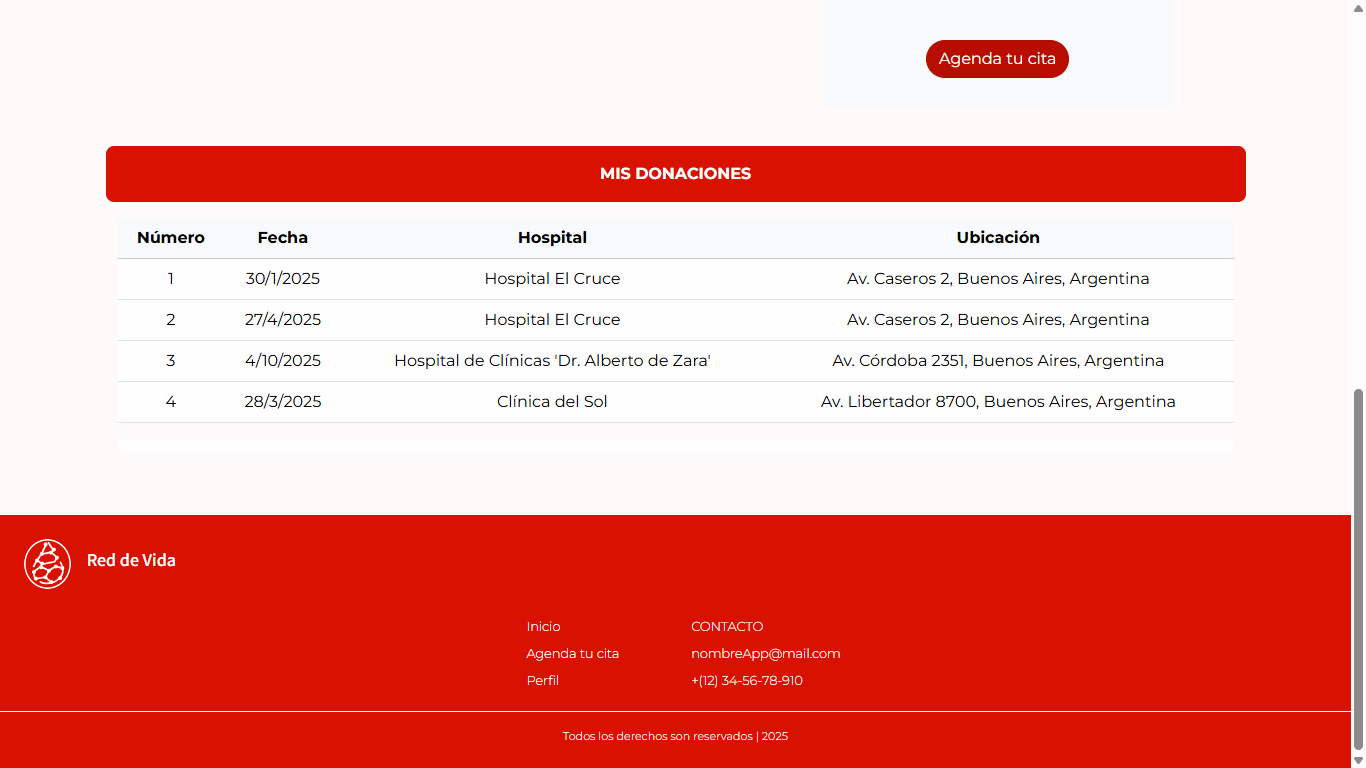 Agenda tu cita
MIS DONACIONES
Número Fecha Hospital Ubicación
1 30/1/2025 Hospital El Cruce Av. Caseros 2, Buenos Aires, Argentina
2 27/4/2025 Hospital El Cruce Av. Caseros 2, Buenos Aires, Argentina
3 4/10/2025 Hospital de Clínicas 'Dr. Alberto de Zara' Av. Córdoba 2351, Buenos Aires, Argentina
4 28/3/2025 Clínica del Sol Av. Libertador 8700, Buenos Aires, Argentina
Red de Vida
Inicio CONTACTO
Agenda tu cita nombreApp@mail.com
Perfil +(12) 34-56-78-910
Todos los derechos son reservados | 2025